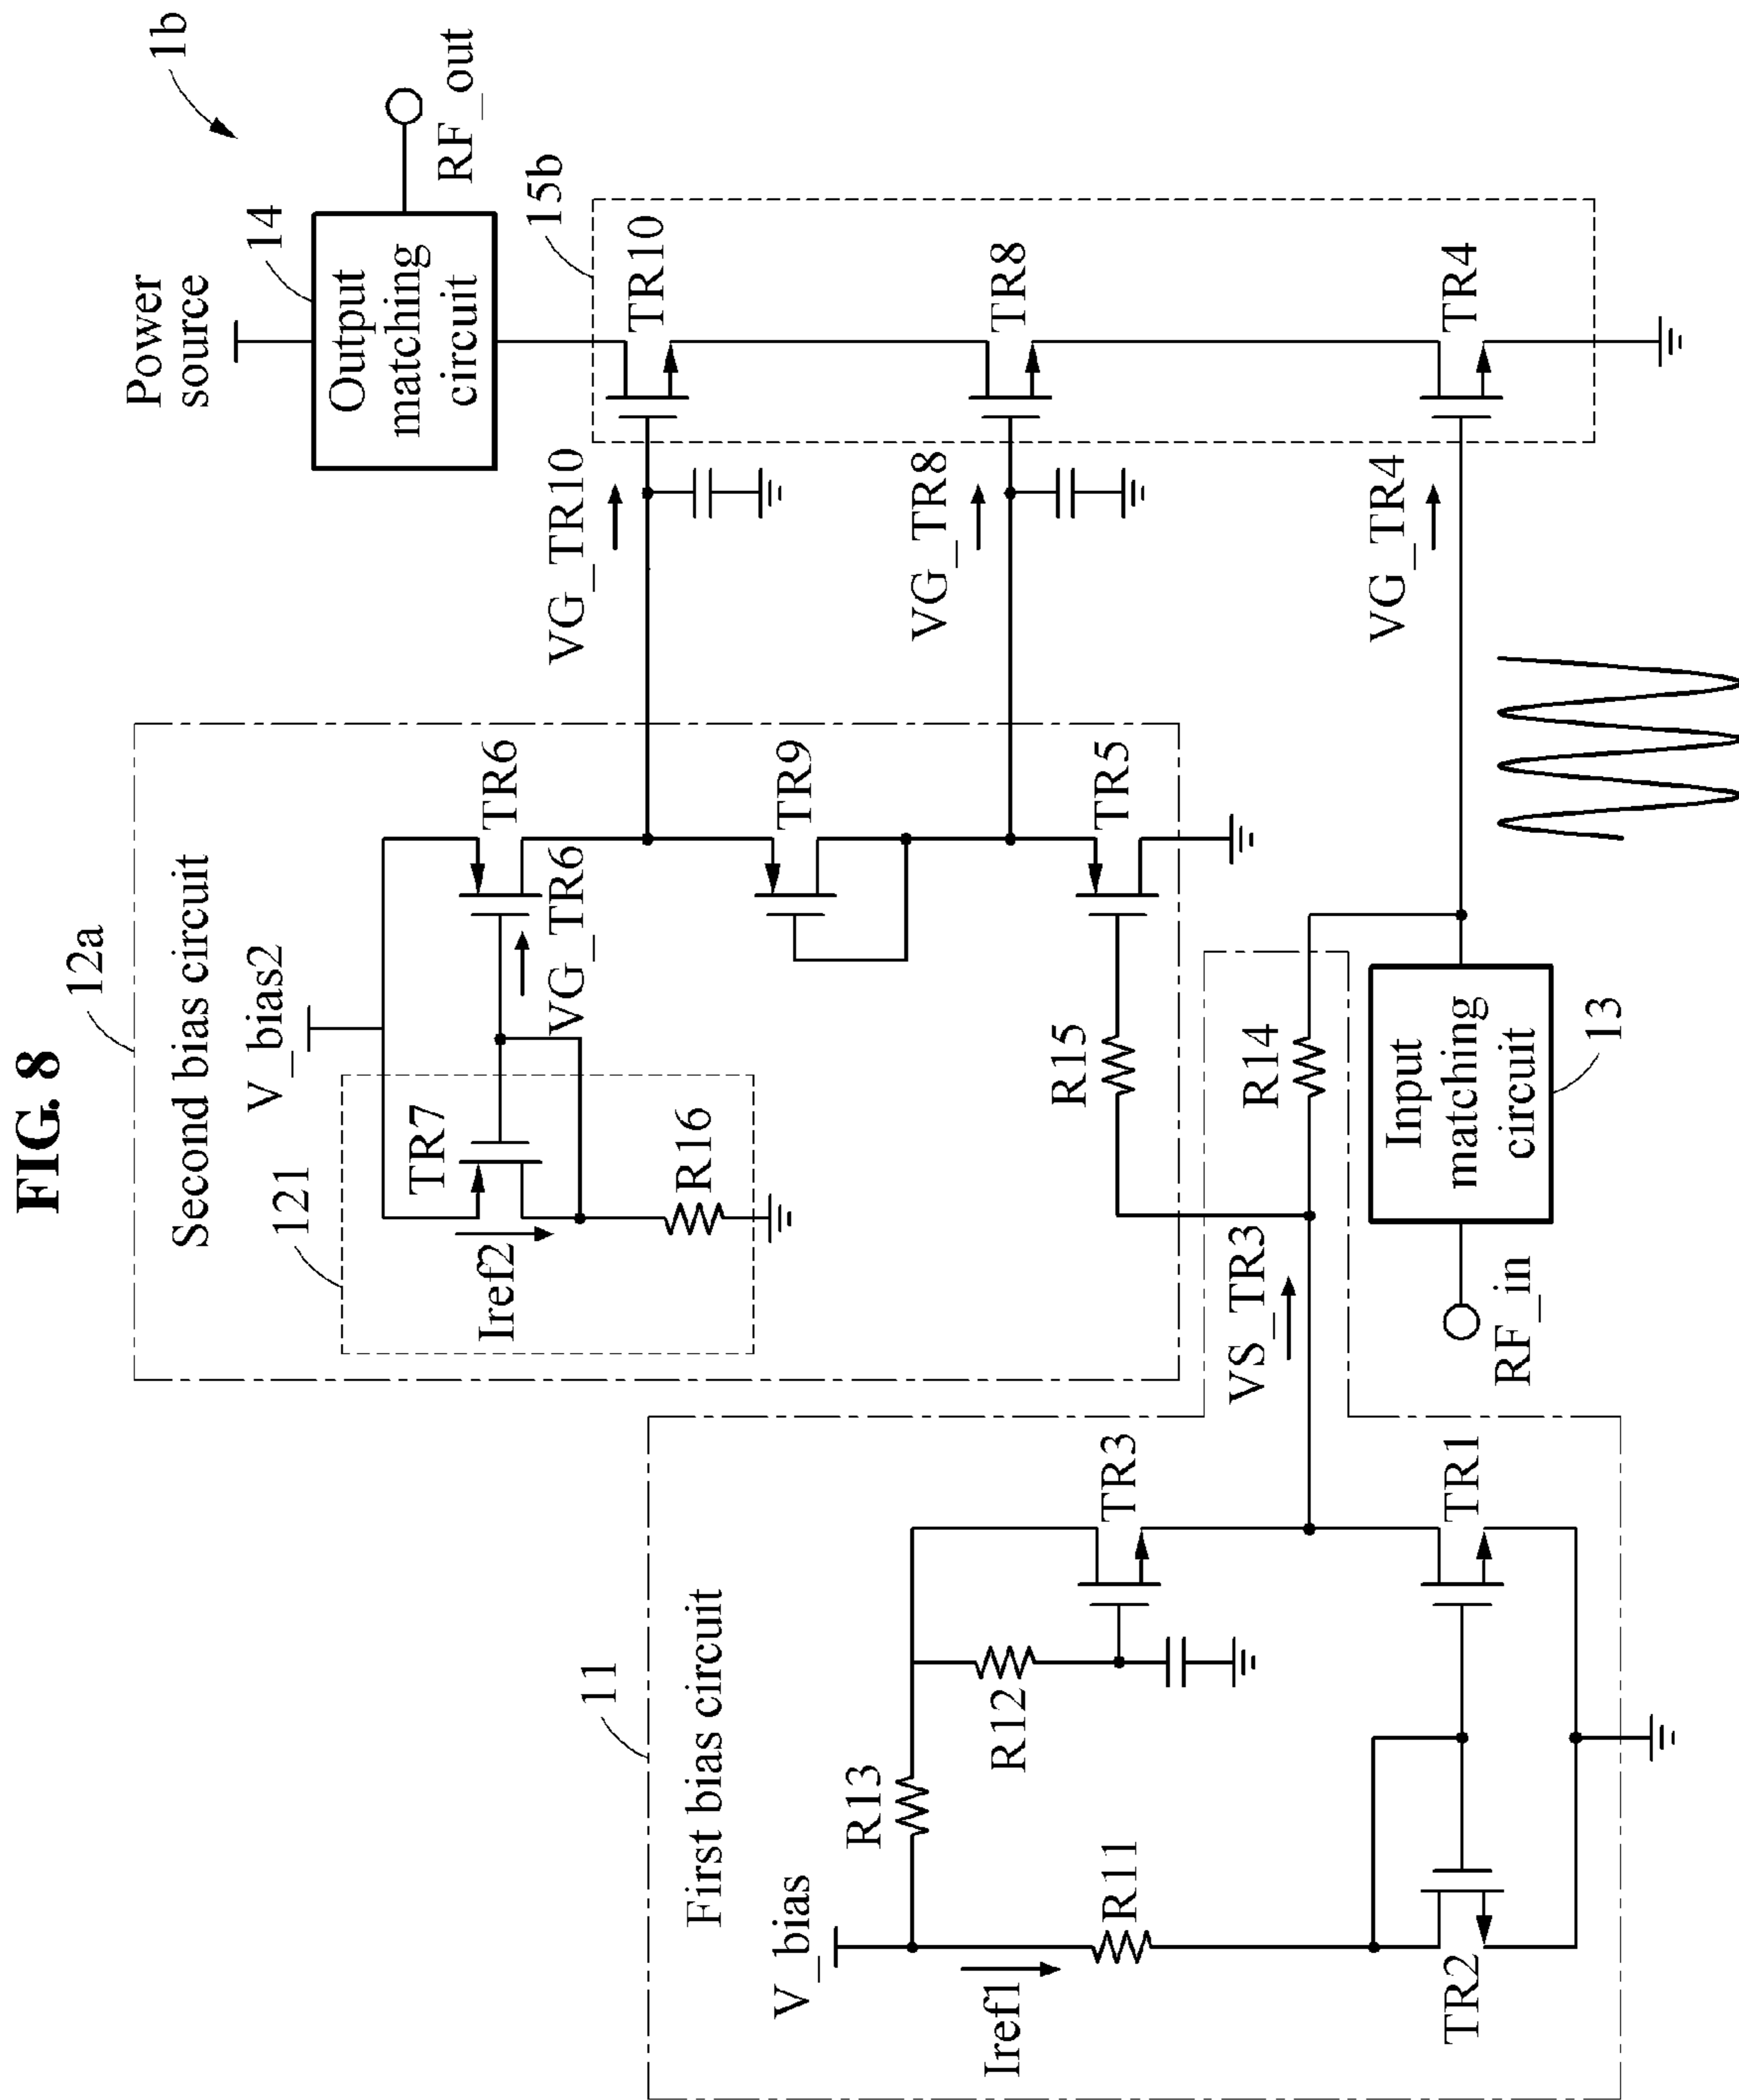 FIG. 8
1b
12a
Second bias circuit
V_bias2
Power
source
14
Output
matching
circuit
RF_out
121
TR7
Iref2
R16
TR6
VG_TR6
TR9
TR5
R15
VG_TR10
VG_TR8
VG_TR4
15b
TR10
TR8
TR4
11
First bias circuit
V_bias
R13
R12
Iref1
R11
TR3
TR2
TR1
VS_TR3
R14
RF_in
Input
matching
circuit
13